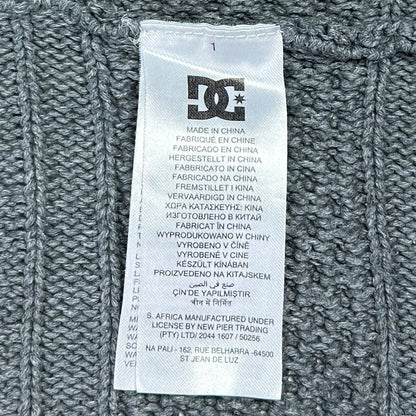 1
DC
MADE IN CHINA
FABRIQUÉ EN CHINE
FABRICADO EN CHINA
HERGESTELLT IN CHINA
FABBRICATO IN CINA
FABRICADO NA CHINA
FREMSTILLET I KINA
VERVAARDIGD IN CHINA
ΧΩΡΑ ΚΑΤΑΣΚΕΥΗΣ: ΚΙΝΑ
ИЗГОТОВЛЕНО В КИТАЙ
FABRICAT ÎN CHINA
WYPRODUKOWANO W CHINY
VYROBENO V ČÍNĚ
VYROBENÉ V ČÍNE
KÉSZÜLT KÍNÁBAN
PROIZVEDENO NA KITAJSKEM
صنع في الصين
ÇİN'DE YAPILMIŞTIR
चीन में निर्मित
S. AFRICA MANUFACTURED UNDER
LICENSE BY NEW PIER TRADING
(PTY) LTD/ 2044 1607 / 50256
NA PALI - 162, RUE BELHARRA -64500
ST JEAN DE LUZ